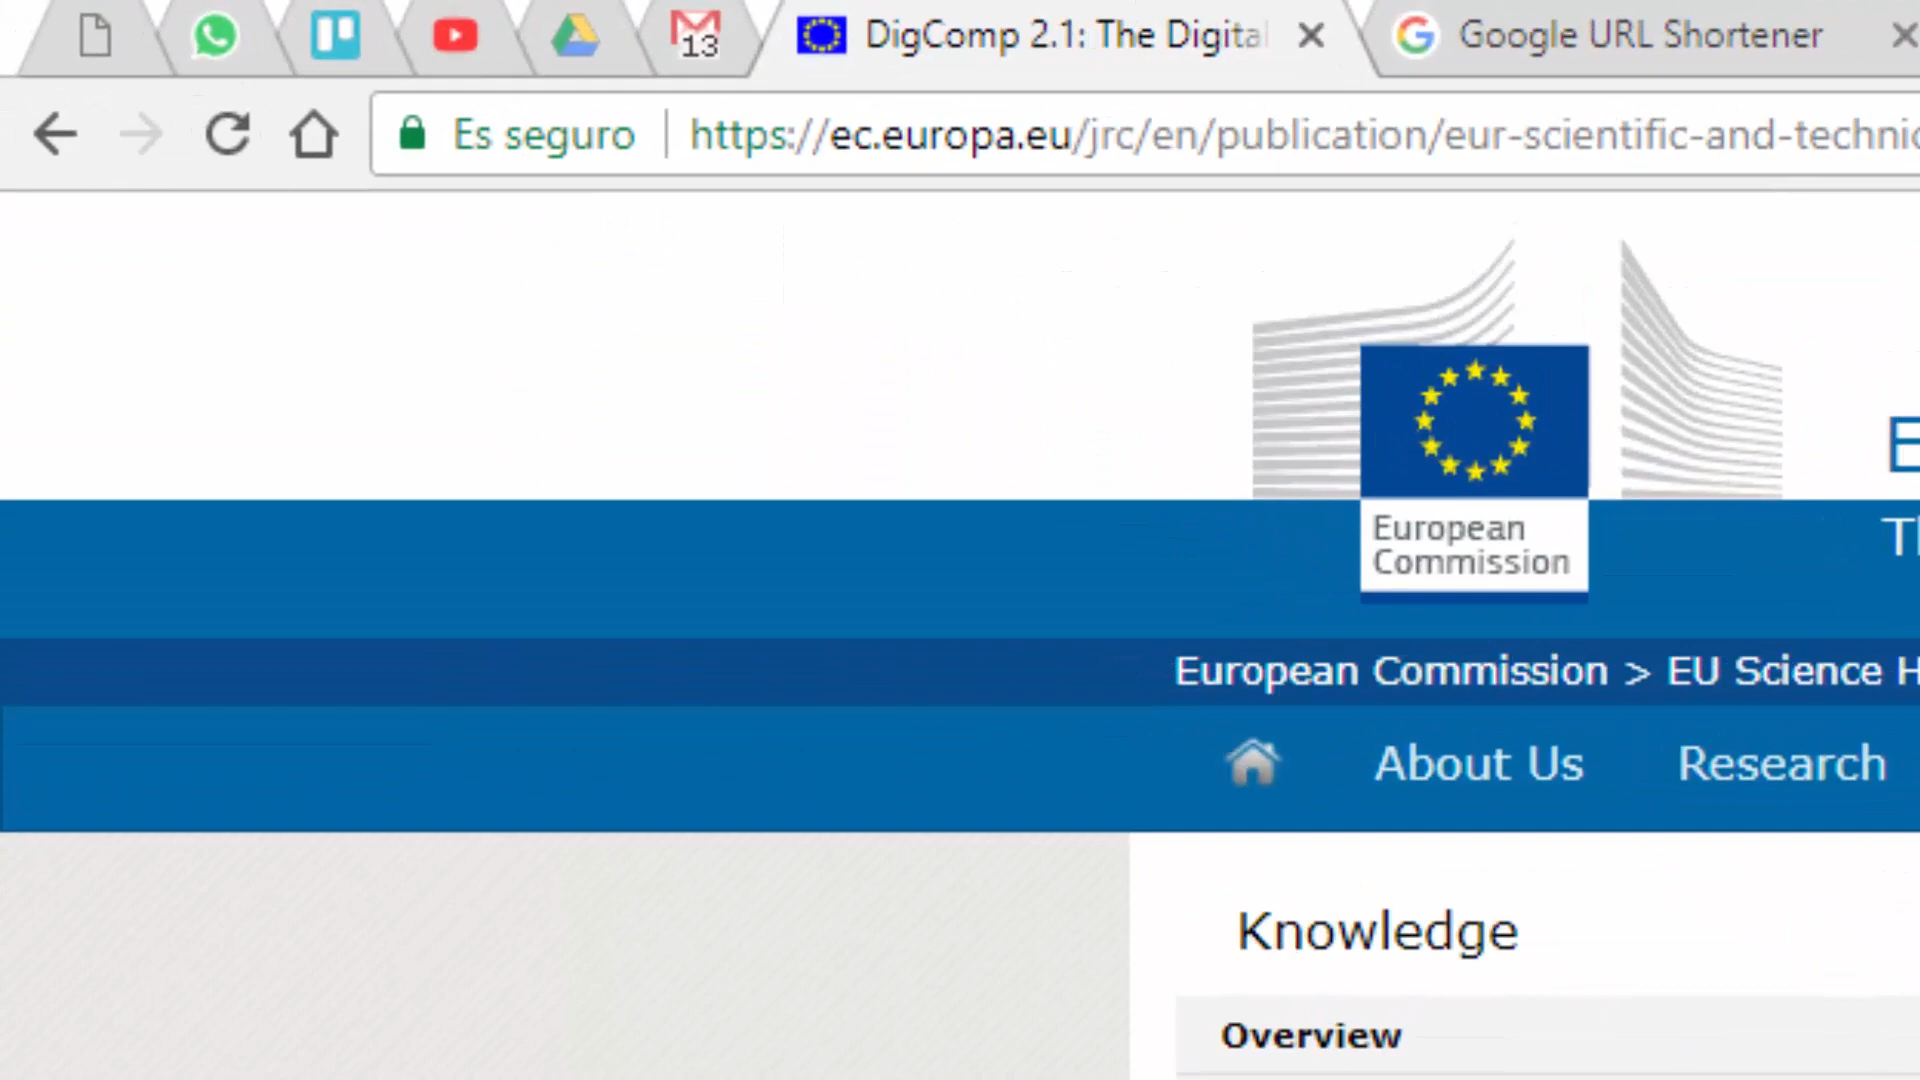 13
DigComp 2.1: The Digital
Google URL Shortener
Es seguro
https://ec.europa.eu/jrc/en/publication/eur-scientific-and-technic
European
Commission
European Commission > EU Science H
About Us
Research
Knowledge
Overview